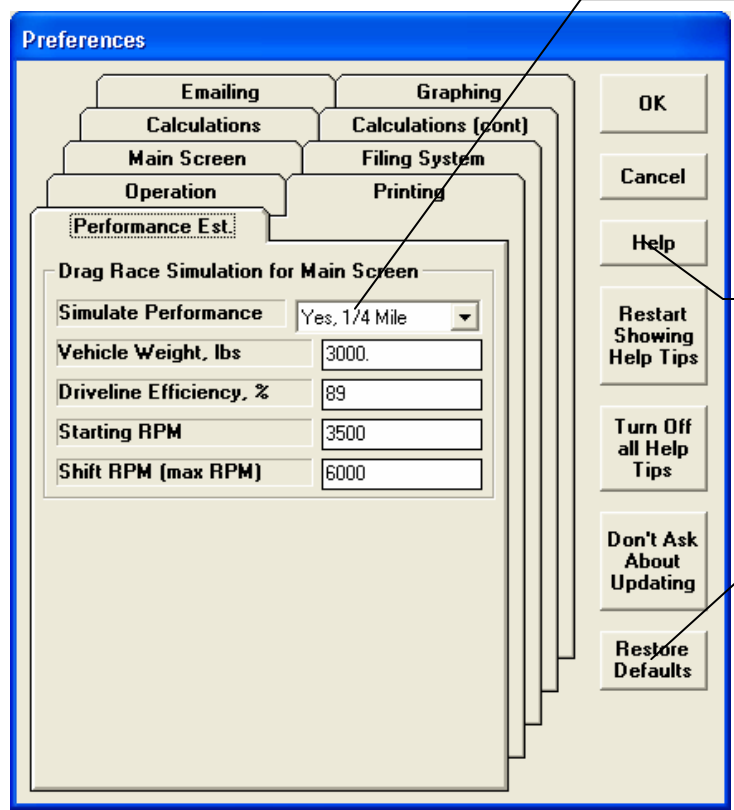 Preferences
Emailing
Graphing
Calculations
Calculations (cont)
Main Screen
Filing System
Operation
Printing
Performance Est.
Drag Race Simulation for Main Screen
Simulate Performance
Yes, 1/4 Mile
Vehicle Weight, lbs
3000.
Driveline Efficiency, %
89
Starting RPM
3500
Shift RPM (max RPM)
6000
OK
Cancel
Help
Restart
Showing
Help Tips
Turn Off
all Help
Tips
Don't Ask
About
Updating
Restore
Defaults